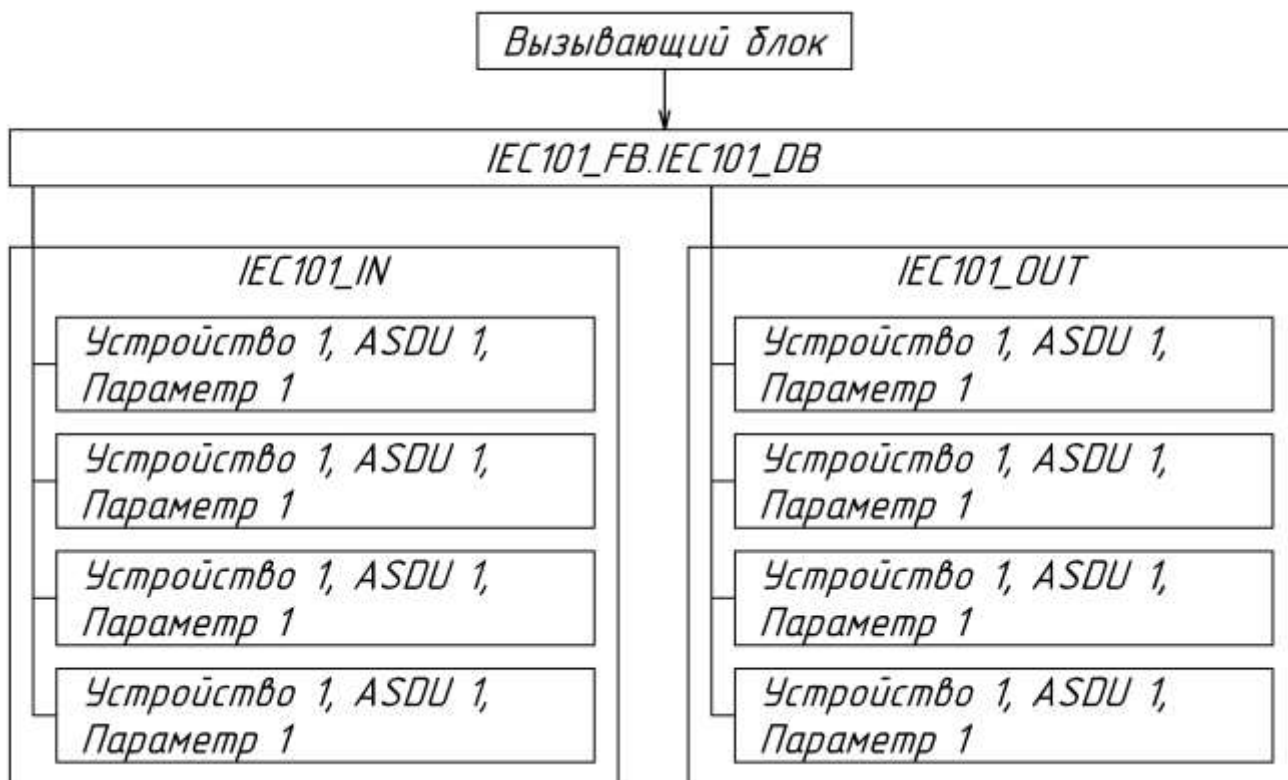 Вызывающий блок
IEC101_FB.IEC101_DB
IEC101_IN
Устройство 1, ASDU 1,
Параметр 1
Устройство 1, ASDU 1,
Параметр 1
Устройство 1, ASDU 1,
Параметр 1
Устройство 1, ASDU 1,
Параметр 1
IEC101_OUT
Устройство 1, ASDU 1,
Параметр 1
Устройство 1, ASDU 1,
Параметр 1
Устройство 1, ASDU 1,
Параметр 1
Устройство 1, ASDU 1,
Параметр 1